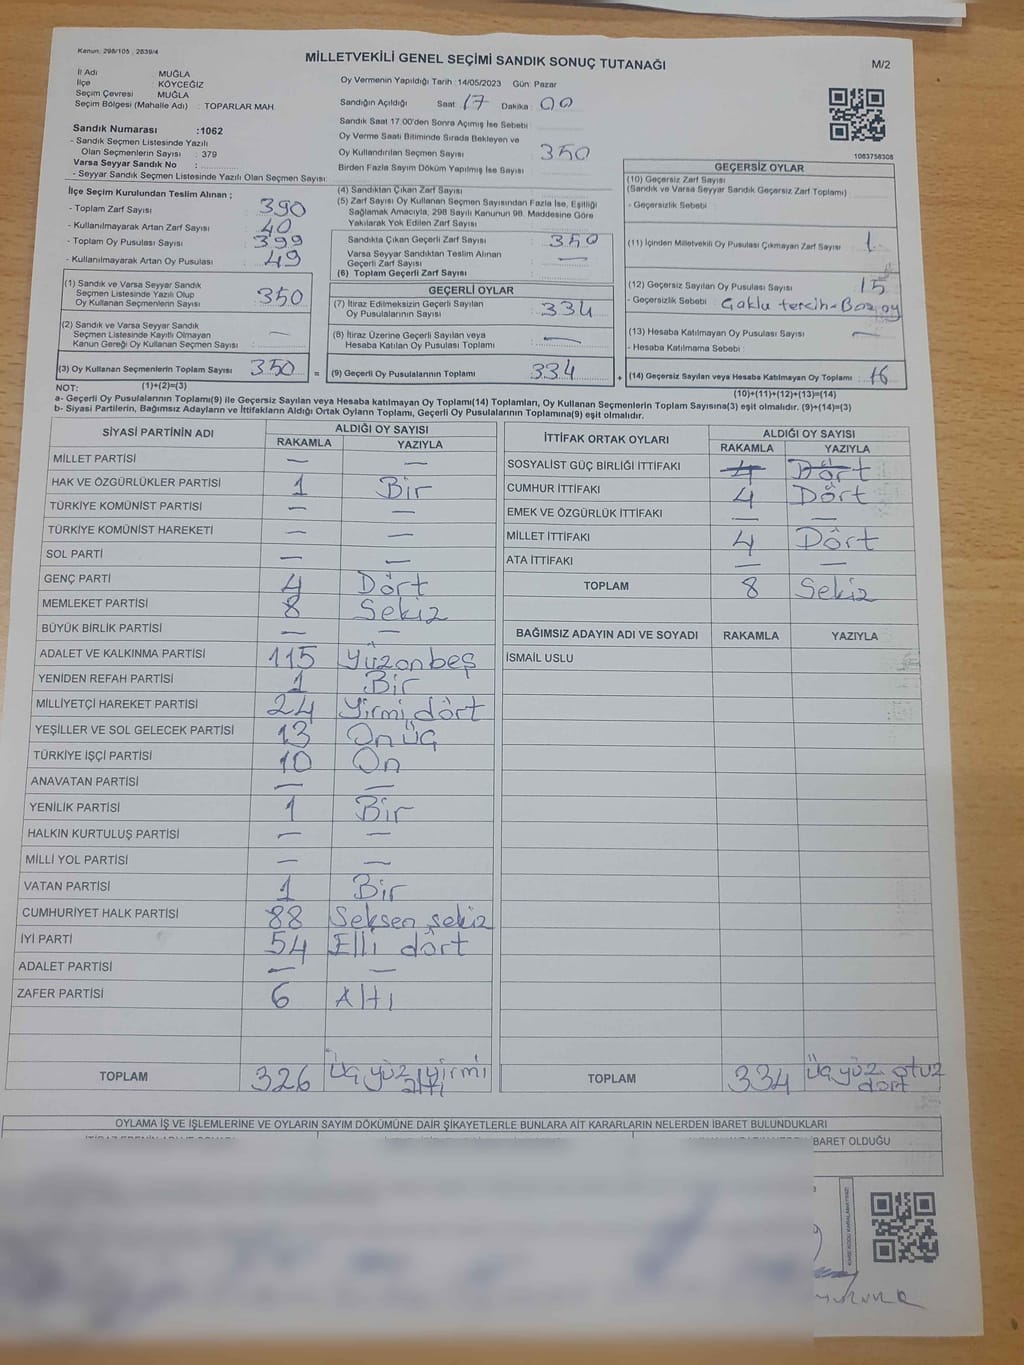 Kanun: 298/105 , 2839/4
MİLLETVEKİLİ GENEL SEÇİMİ SANDIK SONUÇ TUTANAĞI
M/2
İl Adı : MUĞLA
İlçe : KÖYCEĞİZ
Seçim Çevresi : MUĞLA
Seçim Bölgesi (Mahalle Adı) : TOPARLAR MAH.
Sandık Numarası :1062
- Sandık Seçmen Listesinde Yazılı
Olan Seçmenlerin Sayısı : 379
Varsa Seyyar Sandık No :
- Seyyar Sandık Seçmen Listesinde Yazılı Olan Seçmen Sayısı:
Oy Vermenin Yapıldığı Tarih : 14/05/2023 Gün: Pazar
Sandığın Açıldığı Saat : 17 Dakika : 00
Sandık Saat 17:00'den Sonra Açımış İse Sebebi
Oy Verme Saati Bitiminde Sırada Bekleyen ve
Oy Kullandırılan Seçmen Sayısı : 350
Birden Fazla Sayım Döküm Yapılmış İse Sayısı :
1063758308
İlçe Seçim Kurulundan Teslim Alınan ;
- Toplam Zarf Sayısı : 390
- Kullanılmayarak Artan Zarf Sayısı : 40
- Toplam Oy Pusulası Sayısı : 399
- Kullanılmayarak Artan Oy Pusulası : 49
(1) Sandık ve Varsa Seyyar Sandık
Seçmen Listesinde Yazılı Olup
Oy Kullanan Seçmenlerin Sayısı : 350
(2) Sandık ve Varsa Seyyar Sandık
Seçmen Listesinde Kayıtlı Olmayan
Kanun Gereği Oy Kullanan Seçmen Sayısı : —
(3) Oy Kullanan Seçmenlerin Toplam Sayısı : 350 =
(4) Sandıktan Çıkan Zarf Sayısı
(5) Zarf Sayısı Oy Kullanan Seçmen Sayısından Fazla İse, Eşitliği
Sağlamak Amacıyla, 298 Sayılı Kanunun 98. Maddesine Göre
Yakılarak Yok Edilen Zarf Sayısı :
Sandıkta Çıkan Geçerli Zarf Sayısı : 350
Varsa Seyyar Sandıktan Teslim Alınan
Geçerli Zarf Sayısı : —
(6) Toplam Geçerli Zarf Sayısı :
GEÇERLİ OYLAR
(7) İtiraz Edilmeksizin Geçerli Sayılan
Oy Pusulalarının Sayısı : 334
(8) İtiraz Üzerine Geçerli Sayılan veya
Hesaba Katılan Oy Pusulası Toplamı : —
(9) Geçerli Oy Pusulalarının Toplamı : 334 +
GEÇERSİZ OYLAR
(10) Geçersiz Zarf Sayısı
(Sandık ve Varsa Seyyar Sandık Geçersiz Zarf Toplamı) :
- Geçersizlik Sebebi :
(11) İçinden Milletvekili Oy Pusulası Çıkmayan Zarf Sayısı : 1
(12) Geçersiz Sayılan Oy Pusulası Sayısı : 15
- Geçersizlik Sebebi : Çoklu tercih-Boş oy
(13) Hesaba Katılmayan Oy Pusulası Sayısı : —
- Hesaba Katılmama Sebebi :
(14) Geçersiz Sayılan veya Hesaba Katılmayan Oy Toplamı : 16
NOT: (1)+(2)=(3) (10)+(11)+(12)+(13)=(14)
a- Geçerli Oy Pusulaların Toplamı(9) ile Geçersiz Sayılan veya Hesaba katılmayan Oy Toplamı(14) Toplamları, Oy Kullanan Seçmenlerin Toplam Sayısına(3) eşit olmalıdır. (9)+(14)=(3)
b- Siyasi Partilerin, Bağımsız Adayların ve İttifakların Aldığı Ortak Oyların Toplamı, Geçerli Oy Pusulalarının Toplamına(9) eşit olmalıdır.
SİYASİ PARTİNİN ADI ALDIĞI OY SAYISI
RAKAMLA YAZIYLA
MİLLET PARTİSİ — —
HAK VE ÖZGÜRLÜKLER PARTİSİ 1 Bir
TÜRKİYE KOMÜNİST PARTİSİ — —
TÜRKİYE KOMÜNİST HAREKETİ — —
SOL PARTİ — —
GENÇ PARTİ 4 Dört
MEMLEKET PARTİSİ 8 Sekiz
BÜYÜK BİRLİK PARTİSİ — —
ADALET VE KALKINMA PARTİSİ 115 Yüzonbeş
YENİDEN REFAH PARTİSİ 1 Bir
MİLLİYETÇİ HAREKET PARTİSİ 24 Yirmi dört
YEŞİLLER VE SOL GELECEK PARTİSİ 13 On üç
TÜRKİYE İŞÇİ PARTİSİ 10 On
ANAVATAN PARTİSİ — —
YENİLİK PARTİSİ 1 Bir
HALKIN KURTULUŞ PARTİSİ — —
MİLLİ YOL PARTİSİ — —
VATAN PARTİSİ 1 Bir
CUMHURİYET HALK PARTİSİ 88 Seksen sekiz
İYİ PARTİ 54 Elli dört
ADALET PARTİSİ — —
ZAFER PARTİSİ 6 Altı
TOPLAM 326 Üç yüz yirmi
altı
İTTİFAK ORTAK OYLARI ALDIĞI OY SAYISI
RAKAMLA YAZIYLA
SOSYALİST GÜÇ BİRLİĞİ İTTİFAKI 4 Dört
CUMHUR İTTİFAKI 4 Dört
EMEK VE ÖZGÜRLÜK İTTİFAKI — —
MİLLET İTTİFAKI 4 Dört
ATA İTTİFAKI — —
TOPLAM 8 Sekiz
BAĞIMSIZ ADAYIN ADI VE SOYADI RAKAMLA YAZIYLA
İSMAİL USLU
TOPLAM 334 Üç yüz otuz
dört
OYLAMA İŞ VE İŞLEMLERİNE VE OYLARIN SAYIM DÖKÜMÜNE DAİR ŞİKAYETLERLE BUNLARA AİT KARARLARIN NELERDEN İBARET BULUNDUKLARI
İBARET OLDUĞU